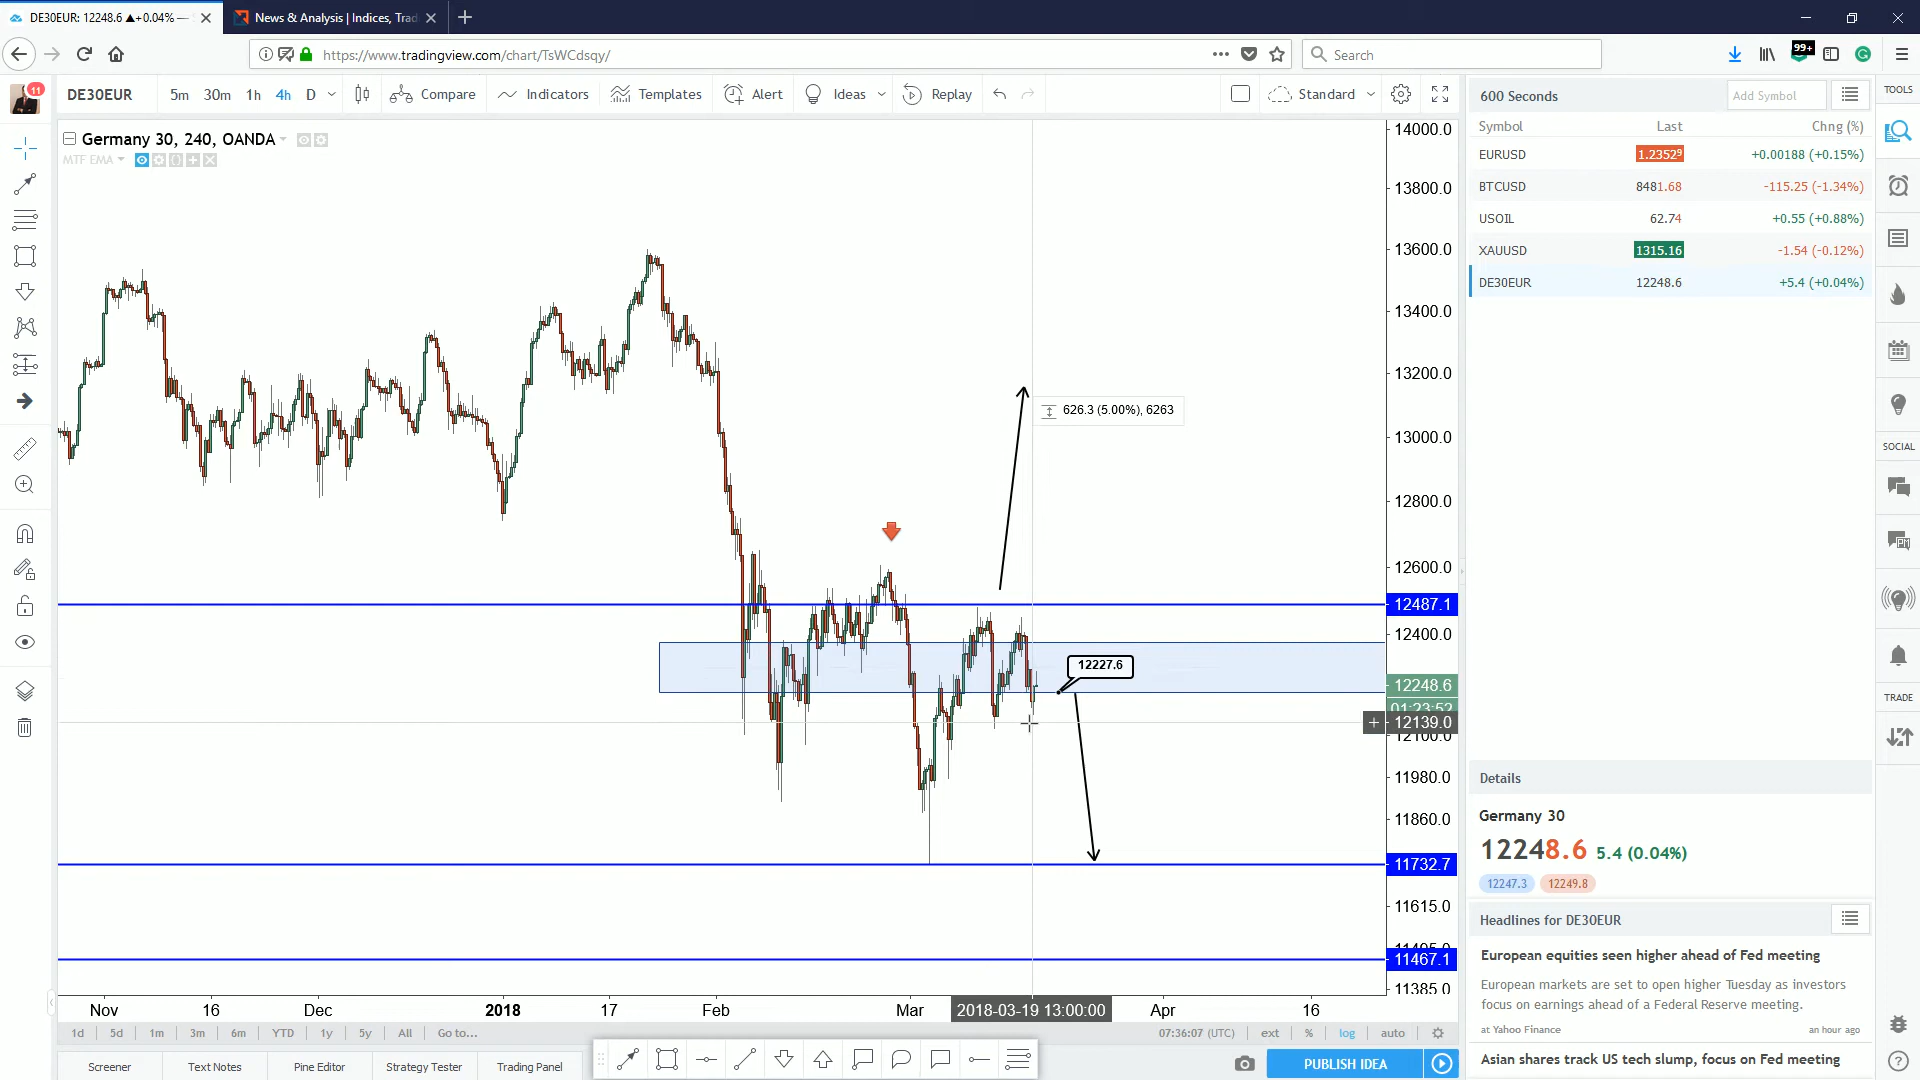 DE30EUR: 12248.6 ▲+0.04% —
News & Analysis | Indices, Trad
https://www.tradingview.com/chart/TsWCdsqy/
Search
99+
11
DE30EUR
5m 30m 1h 4h D
Compare
Indicators
Templates
Alert
Ideas
Replay
Standard
Germany 30, 240, OANDA
MTF EMA
14000.0
13800.0
13600.0
13400.0
13200.0
13000.0
12800.0
12600.0
12487.1
12400.0
12248.6
01:23:52
12139.0
12100.0
11980.0
11860.0
11732.7
11615.0
11467.1
11385.0
626.3 (5.00%), 6263
12227.6
Nov 16 Dec 2018 17 Feb Mar 2018-03-19 13:00:00 Apr 16
1d 5d 1m 3m 6m YTD 1y 5y All Go to...
07:36:07 (UTC) ext % log auto
Screener Text Notes Pine Editor Strategy Tester Trading Panel
PUBLISH IDEA
600 Seconds
Add Symbol
Symbol Last Chng (%)
EURUSD 1.23529 +0.00188 (+0.15%)
BTCUSD 8481.68 -115.25 (-1.34%)
USOIL 62.74 +0.55 (+0.88%)
XAUUSD 1315.16 -1.54 (-0.12%)
DE30EUR 12248.6 +5.4 (+0.04%)
Details
Germany 30
12248.6 5.4 (0.04%)
12247.3 12249.8
Headlines for DE30EUR
European equities seen higher ahead of Fed meeting
European markets are set to open higher Tuesday as investors
focus on earnings ahead of a Federal Reserve meeting.
at Yahoo Finance an hour ago
Asian shares track US tech slump, focus on Fed meeting
TOOLS
SOCIAL
TRADE